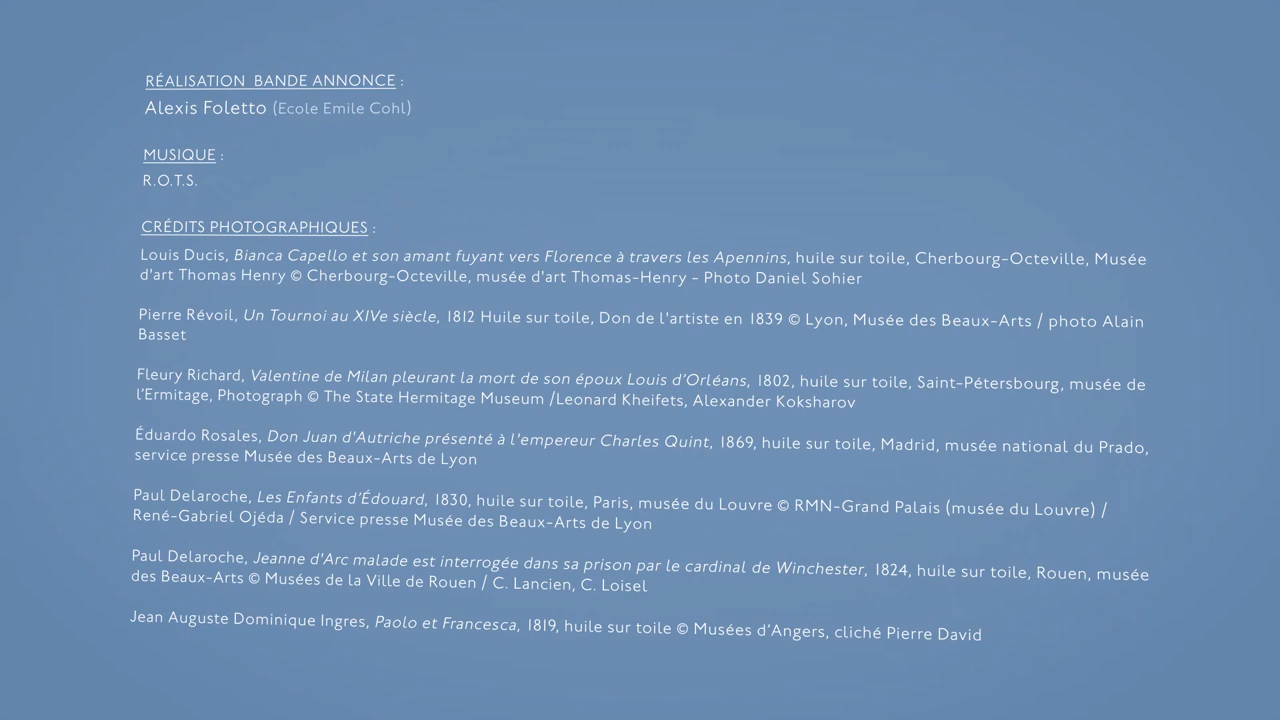 RÉALISATION BANDE ANNONCE :
Alexis Foletto (Ecole Emile Cohl)
MUSIQUE :
R.O.T.S.
CRÉDITS PHOTOGRAPHIQUES :
Louis Ducis, Bianca Capello et son amant fuyant vers Florence à travers les Apennins, huile sur toile, Cherbourg-Octeville, Musée
d'art Thomas Henry © Cherbourg-Octeville, musée d'art Thomas-Henry - Photo Daniel Sohier
Pierre Révoil, Un Tournoi au XIVe siècle, 1812 Huile sur toile, Don de l'artiste en 1839 © Lyon, Musée des Beaux-Arts / photo Alain
Basset
Fleury Richard, Valentine de Milan pleurant la mort de son époux Louis d’Orléans, 1802, huile sur toile, Saint-Pétersbourg, musée de
l’Ermitage, Photograph © The State Hermitage Museum /Leonard Kheifets, Alexander Koksharov
Éduardo Rosales, Don Juan d'Autriche présenté à l'empereur Charles Quint, 1869, huile sur toile, Madrid, musée national du Prado,
service presse Musée des Beaux-Arts de Lyon
Paul Delaroche, Les Enfants d’Édouard, 1830, huile sur toile, Paris, musée du Louvre © RMN-Grand Palais (musée du Louvre) /
René-Gabriel Ojéda / Service presse Musée des Beaux-Arts de Lyon
Paul Delaroche, Jeanne d'Arc malade est interrogée dans sa prison par le cardinal de Winchester, 1824, huile sur toile, Rouen, musée
des Beaux-Arts © Musées de la Ville de Rouen / C. Lancien, C. Loisel
Jean Auguste Dominique Ingres, Paolo et Francesca, 1819, huile sur toile © Musées d’Angers, cliché Pierre David